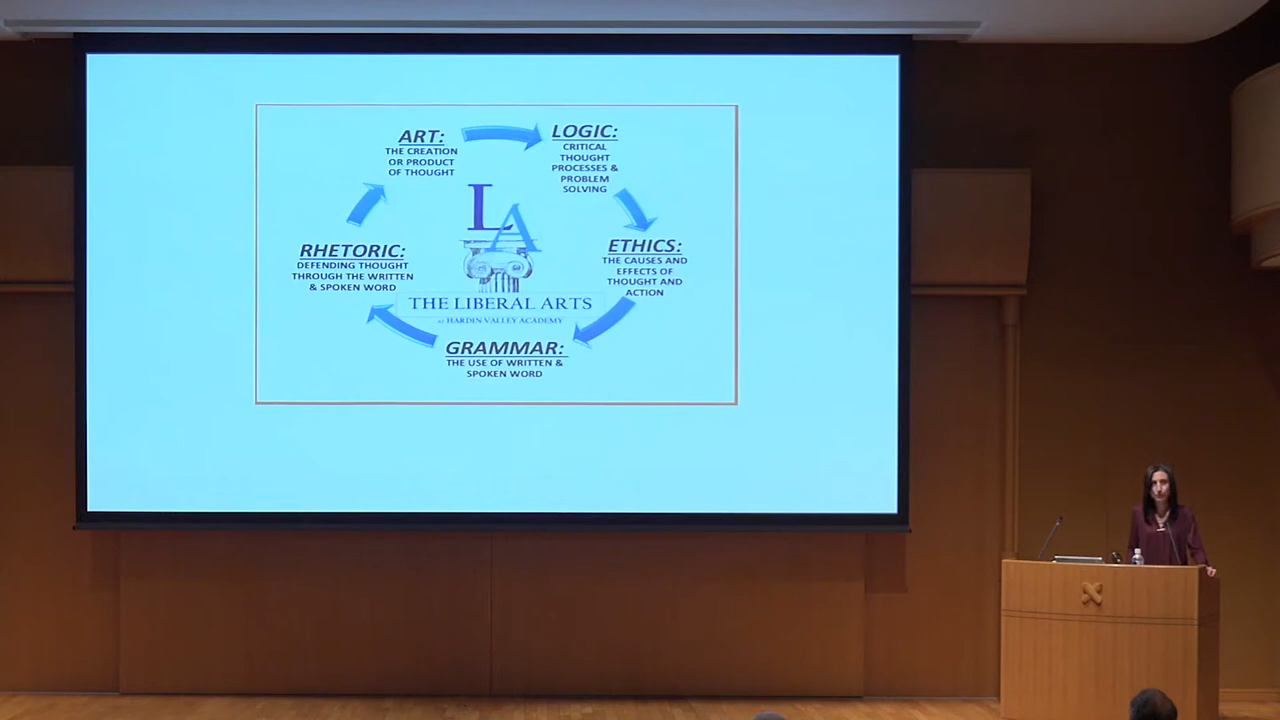 ART:
THE CREATION
OR PRODUCT
OF THOUGHT
LOGIC:
CRITICAL
THOUGHT
PROCESSES &
PROBLEM
SOLVING
ETHICS:
THE CAUSES AND
EFFECTS OF
THOUGHT AND
ACTION
GRAMMAR:
THE USE OF WRITTEN &
SPOKEN WORD
RHETORIC:
DEFENDING THOUGHT
THROUGH THE WRITTEN
& SPOKEN WORD
LA
THE LIBERAL ARTS
AT HARDIN VALLEY ACADEMY